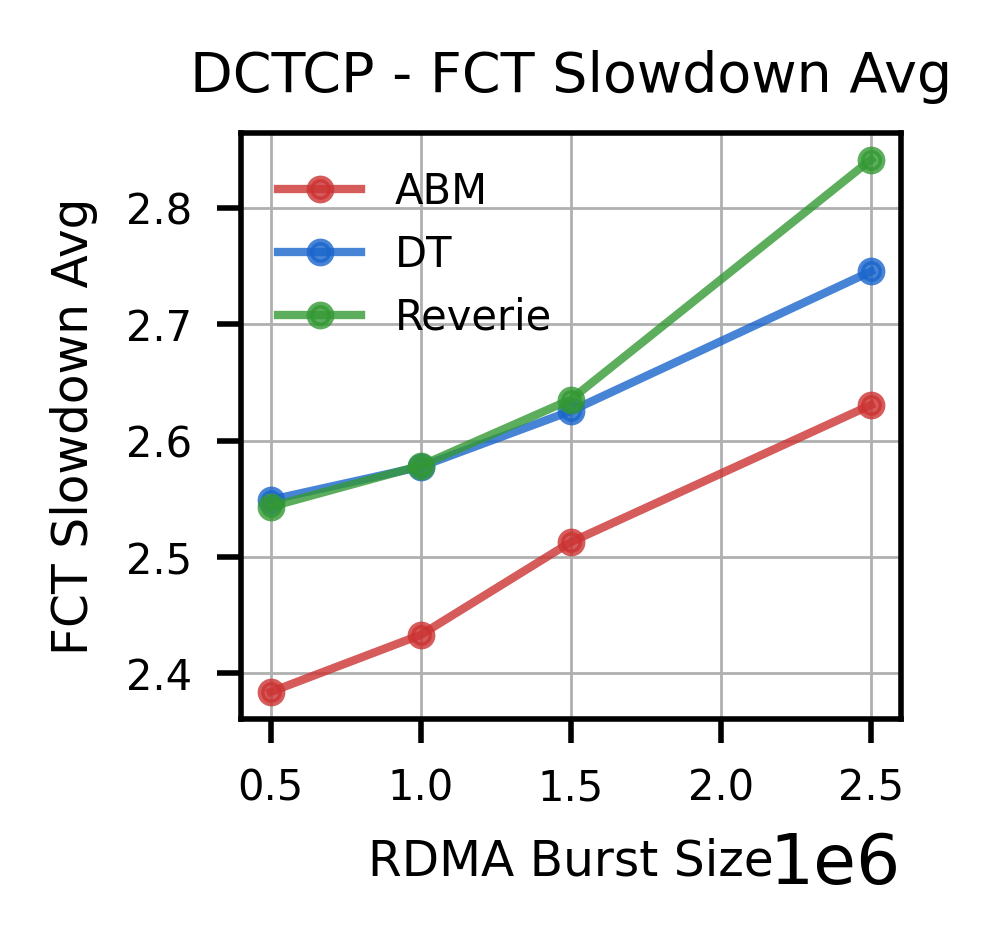 DCTCP - FCT Slowdown Avg
FCT Slowdown Avg
2.8
2.7
2.6
2.5
2.4
ABM
DT
Reverie
0.5 1.0 1.5 2.0 2.5
RDMA Burst Size 1e6